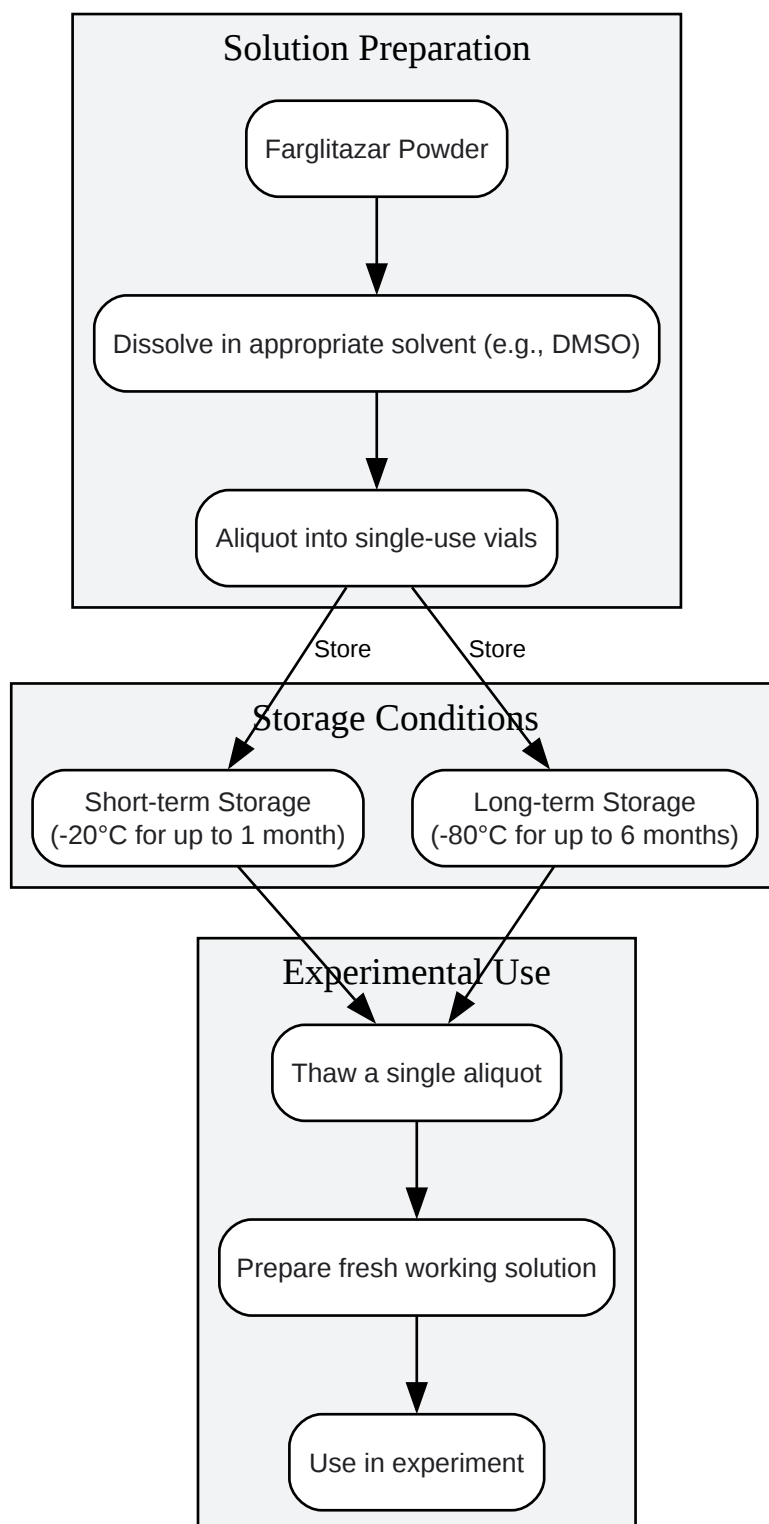 Solution Preparation
Farglitazar Powder
Dissolve in appropriate solvent (e.g., DMSO)
Aliquot into single-use vials
Store
Store
Storage Conditions
Short-term Storage
(-20°C for up to 1 month)
Long-term Storage
(-80°C for up to 6 months)
Experimental Use
Thaw a single aliquot
Prepare fresh working solution
Use in experiment